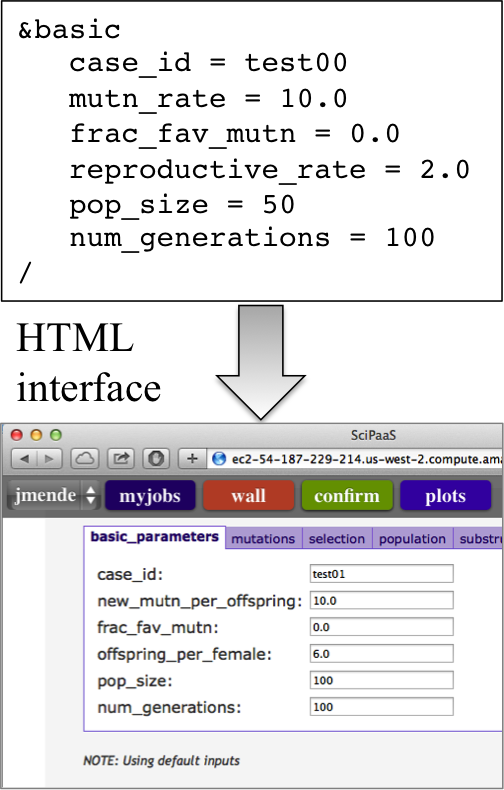 &basic
case_id = test00
mutn_rate = 10.0
frac_fav_mutn = 0.0
reproductive_rate = 2.0
pop_size = 50
num_generations = 100
/
HTML
interface
SciPaaS
ec2-54-187-229-214.us-west-2.compute.ama
jmende myjobs wall confirm plots
basic_parameters mutations selection population substru
case_id: test01
new_mutn_per_offspring: 10.0
frac_fav_mutn: 0.0
offspring_per_female: 6.0
pop_size: 100
num_generations: 100
NOTE: Using default inputs